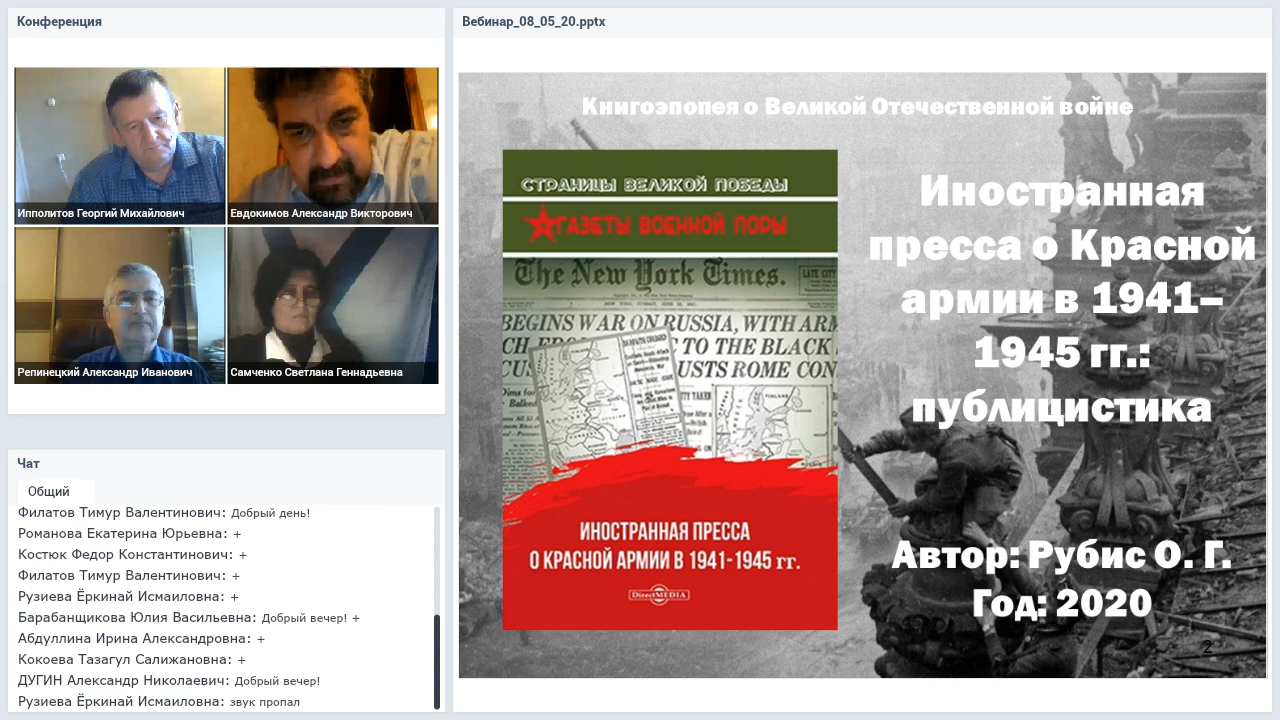 Конференция
Ипполитов Георгий Михайлович
Евдокимов Александр Викторович
Репинецкий Александр Иванович
Самченко Светлана Геннадьевна
Чат
Общий
Филатов Тимур Валентинович: Добрый день!
Романова Екатерина Юрьевна: +
Костюк Федор Константинович: +
Филатов Тимур Валентинович: +
Рузиева Ёркинай Исмаиловна: +
Барабанщикова Юлия Васильевна: Добрый вечер! +
Абдуллина Ирина Александровна: +
Кокоева Тазагул Салижановна: +
ДУГИН Александр Николаевич: Добрый вечер!
Рузиева Ёркинай Исмаиловна: звук пропал
Вебинар_08_05_20.pptx
Книгоэпопея о Великой Отечественной войне
СТРАНИЦЫ ВЕЛИКОЙ ПОБЕДЫ
ГАЗЕТЫ ВОЕННОЙ ПОРЫ
The New York Times.
LATE CITY
BEGINS WAR ON RUSSIA, WITH ARM
TO THE BLACK
USTS ROME CON
ИНОСТРАННАЯ ПРЕССА
О КРАСНОЙ АРМИИ В 1941-1945 гг.
DirectMEDIA
Иностранная
пресса о Красной
армии в 1941–
1945 гг.:
публицистика
Автор: Рубис О. Г.
Год: 2020
2